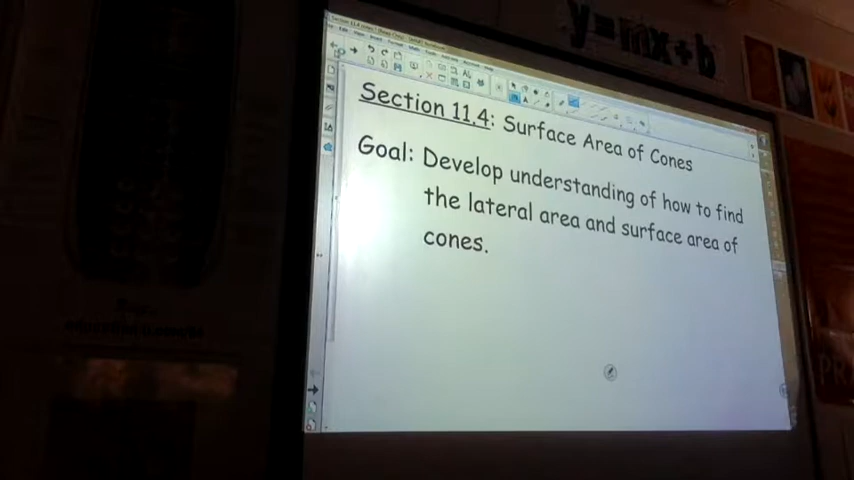 y=mx+b
Section 11.4: Surface Area of Cones
Goal: Develop understanding of how to find
the lateral area and surface area of
cones.